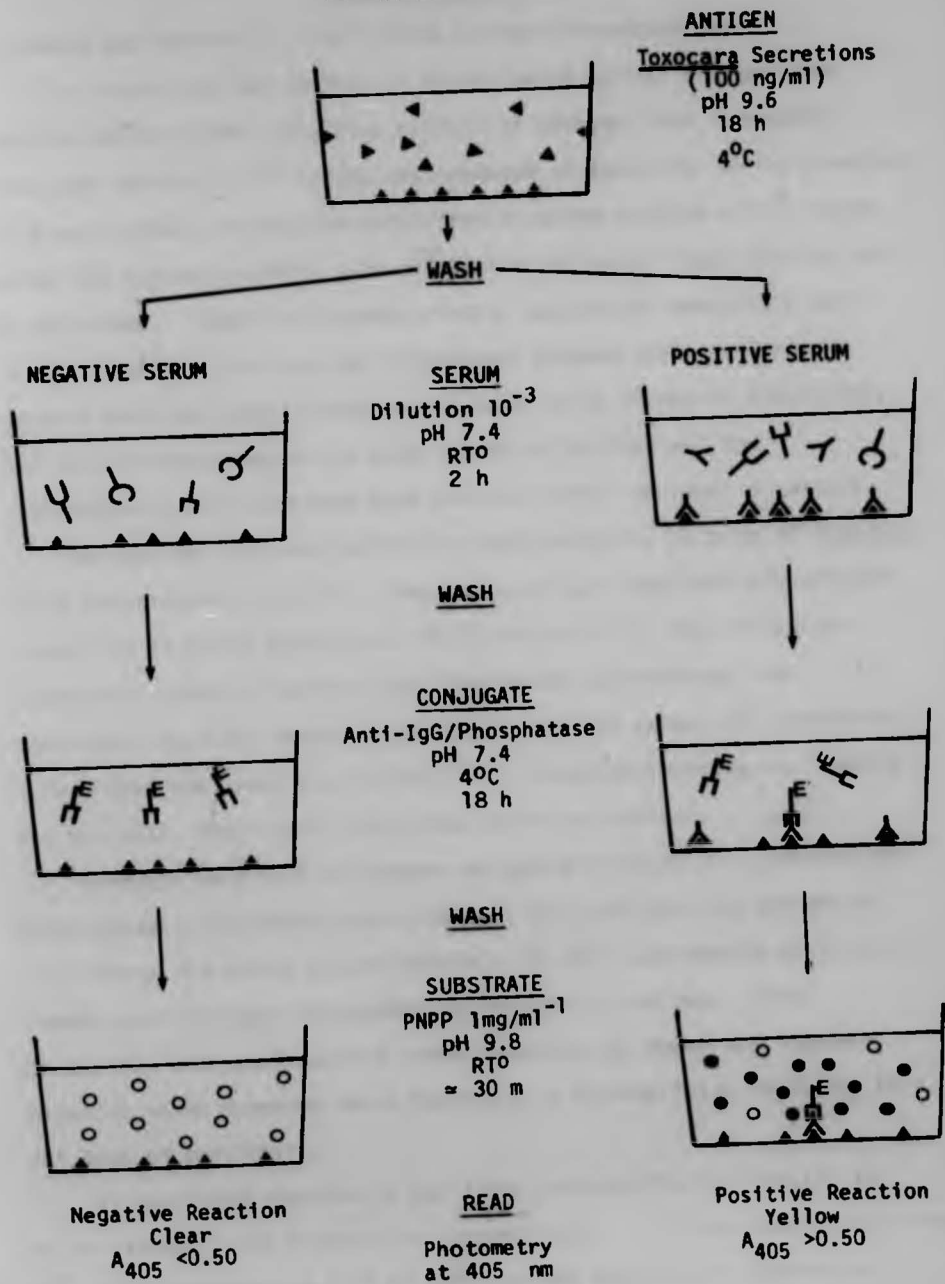 ANTIGEN
Toxocara Secretions
(100 ng/ml)
pH 9.6
18 h
4°C
WASH
NEGATIVE SERUM
SERUM
Dilution 10⁻³
pH 7.4
RT°
2 h
POSITIVE SERUM
WASH
CONJUGATE
Anti-IgG/Phosphatase
pH 7.4
4°C
18 h
E
E
E
E
E
E
WASH
SUBSTRATE
PNPP 1mg/ml⁻¹
pH 9.8
RT°
≃ 30 m
E
Negative Reaction
Clear
A₄₀₅ <0.50
READ
Photometry
at 405 nm
Positive Reaction
Yellow
A₄₀₅ >0.50